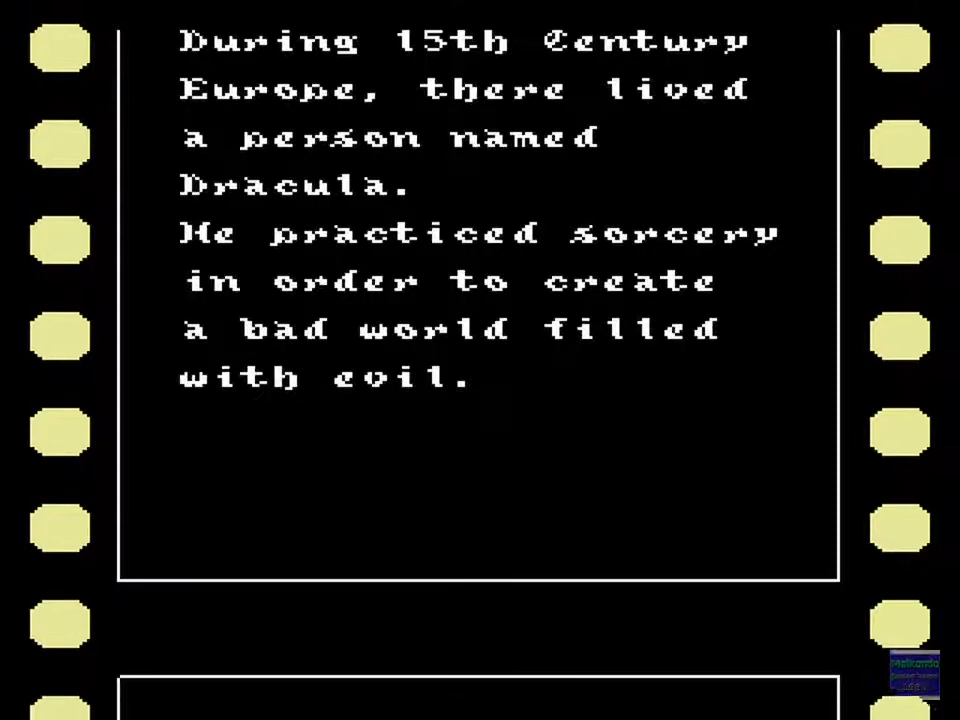 During 15th Century
Europe, there lived
a person named
Dracula.
He practiced sorcery
in order to create
a bad world filled
with evil.